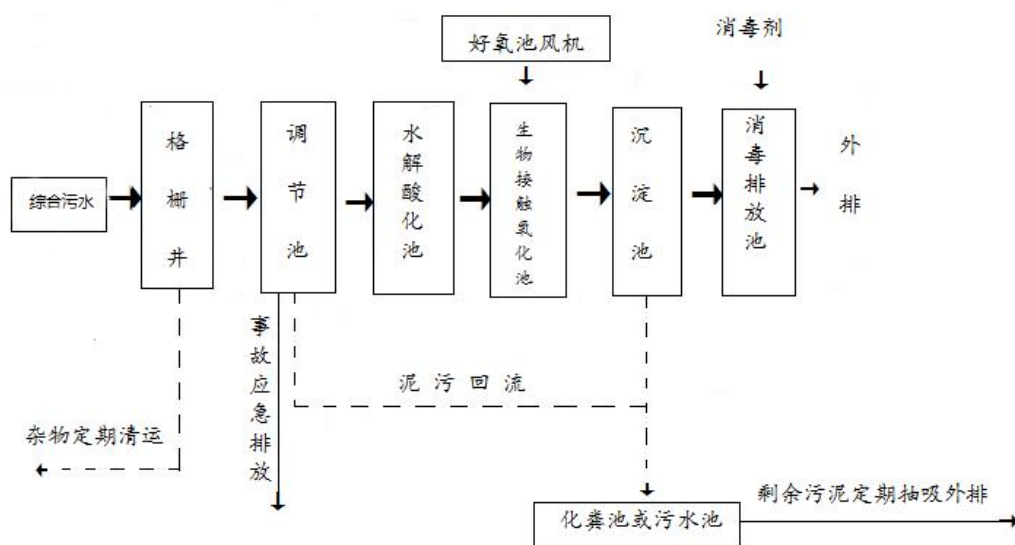 好氧池风机
消毒剂
综合污水
格栅井
调节池
水解酸化池
生物接触氧化池
沉淀池
消毒排放池
外排
事故应急排放
泥污回流
杂物定期清运
化粪池或污水池
剩余污泥定期抽吸外排